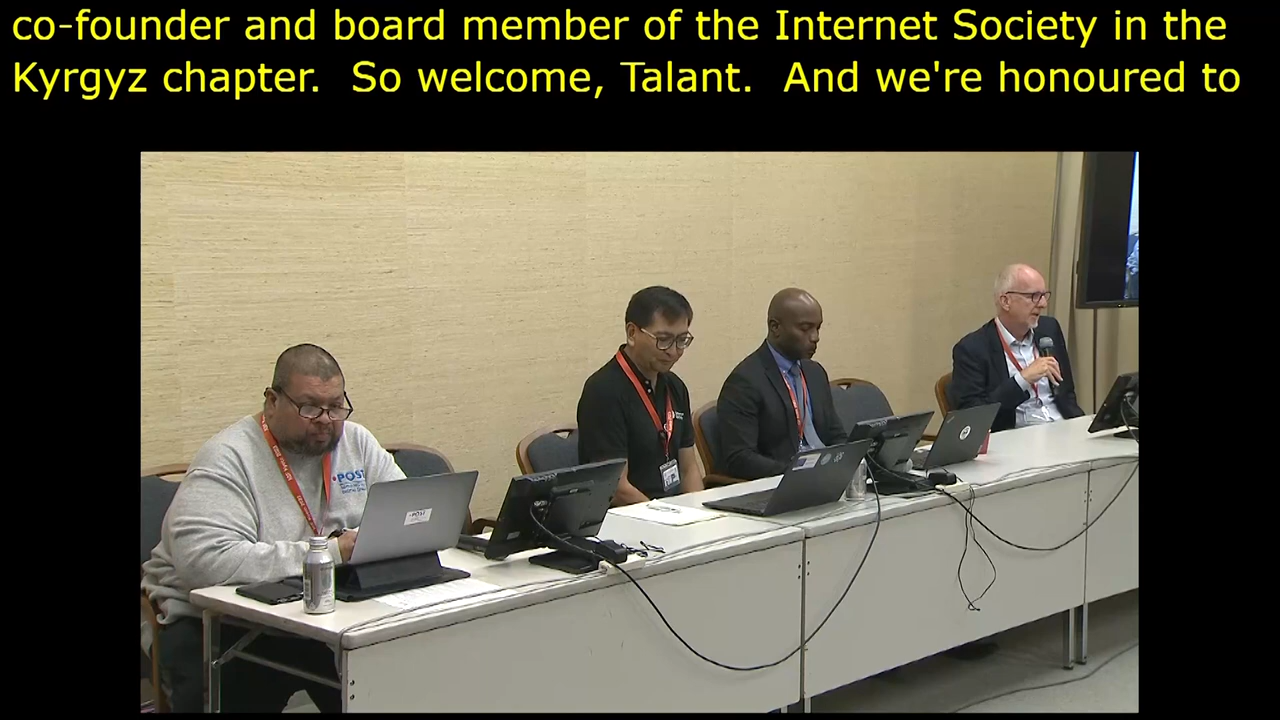 co-founder and board member of the Internet Society in the
Kyrgyz chapter.  So welcome, Talant.  And we're honoured to
POST